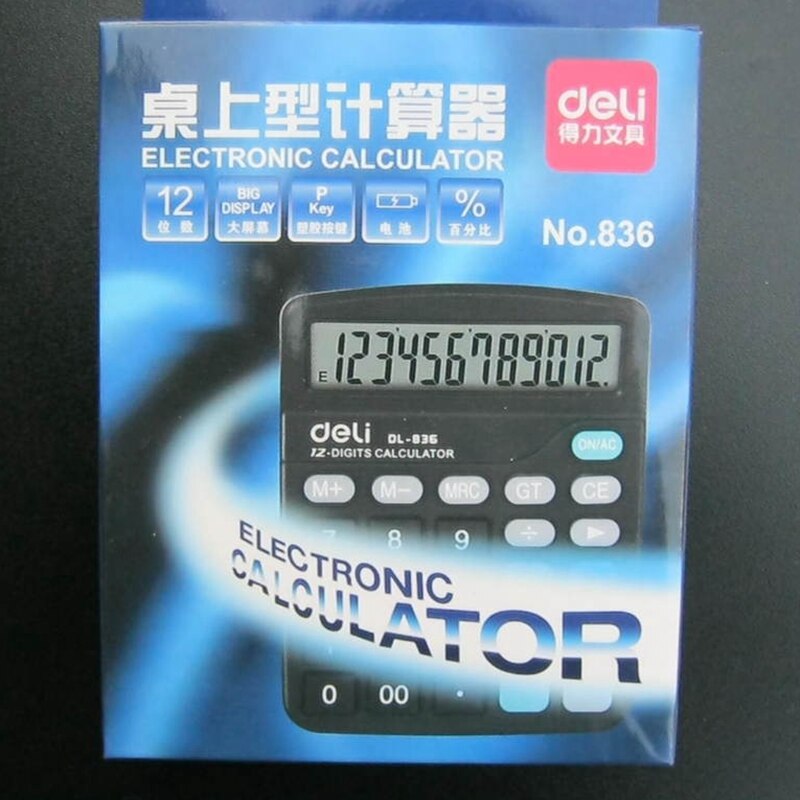 桌上型计算器
ELECTRONIC CALCULATOR
deli
得力文具
12
位数
BIG
DISPLAY
大屏幕
P
Key
塑胶按键
电池
%
百分比
No.836
E 123456789012.
deli DL-836
12-DIGITS CALCULATOR
ON/AC
M+ M- MRC GT CE
7 8 9 ÷ ▶
ELECTRONIC
CALCULATOR
0 00 .